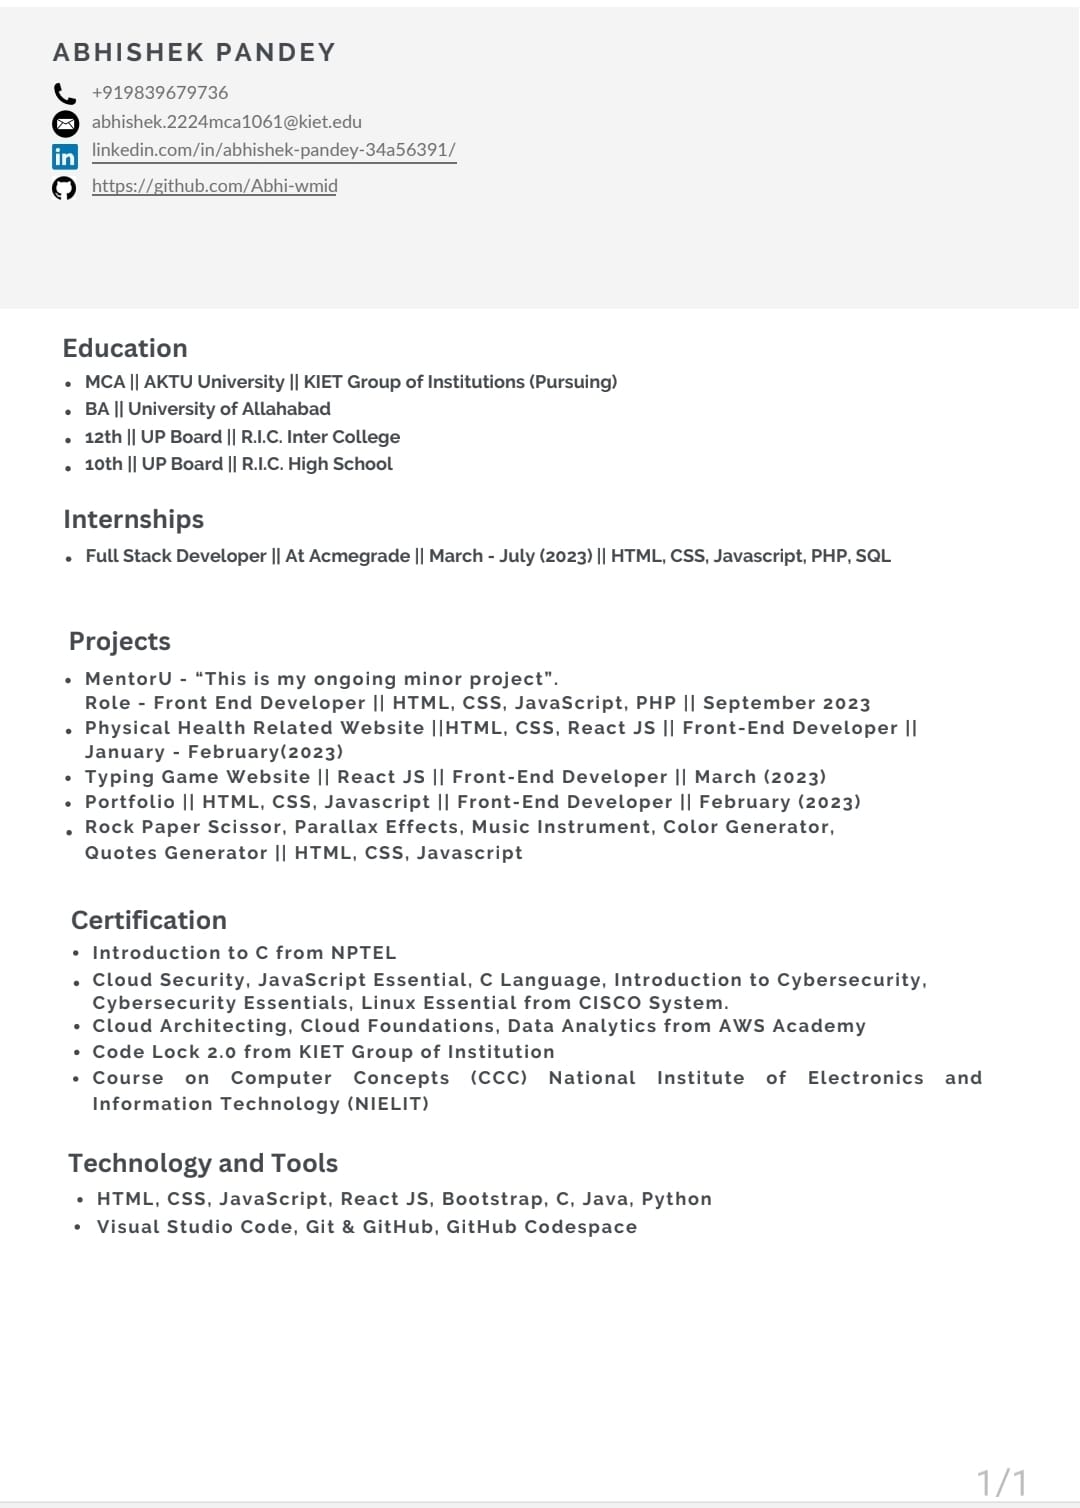 ABHISHEK PANDEY
+919839679736
abhishek.2224mca1061@kiet.edu
linkedin.com/in/abhishek-pandey-34a56391/
https://github.com/Abhi-wmid
Education
• MCA || AKTU University || KIET Group of Institutions (Pursuing)
• BA || University of Allahabad
• 12th || UP Board || R.I.C. Inter College
• 10th || UP Board || R.I.C. High School
Internships
• Full Stack Developer || At Acmegrade || March - July (2023) || HTML, CSS, Javascript, PHP, SQL
Projects
• MentorU - “This is my ongoing minor project”.
Role - Front End Developer || HTML, CSS, JavaScript, PHP || September 2023
• Physical Health Related Website ||HTML, CSS, React JS || Front-End Developer ||
January - February(2023)
• Typing Game Website || React JS || Front-End Developer || March (2023)
• Portfolio || HTML, CSS, Javascript || Front-End Developer || February (2023)
• Rock Paper Scissor, Parallax Effects, Music Instrument, Color Generator,
Quotes Generator || HTML, CSS, Javascript
Certification
• Introduction to C from NPTEL
• Cloud Security, JavaScript Essential, C Language, Introduction to Cybersecurity,
Cybersecurity Essentials, Linux Essential from CISCO System.
• Cloud Architecting, Cloud Foundations, Data Analytics from AWS Academy
• Code Lock 2.0 from KIET Group of Institution
• Course on Computer Concepts (CCC) National Institute of Electronics and
Information Technology (NIELIT)
Technology and Tools
• HTML, CSS, JavaScript, React JS, Bootstrap, C, Java, Python
• Visual Studio Code, Git & GitHub, GitHub Codespace
1/1